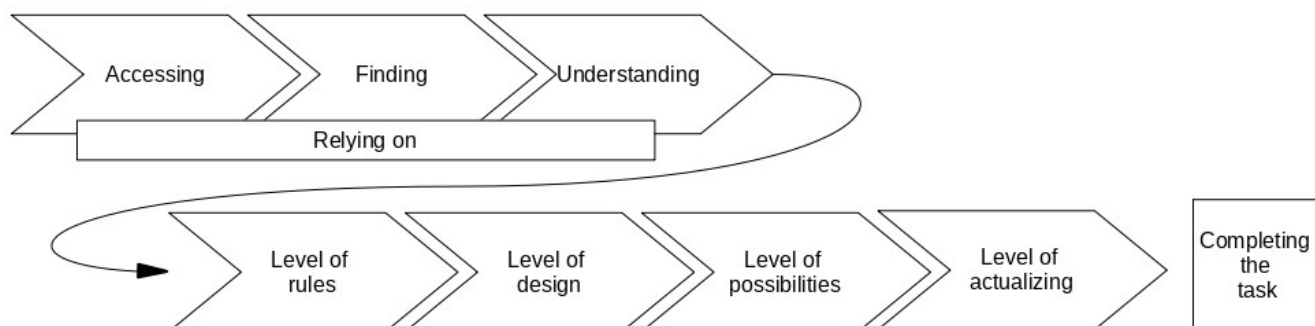 Accessing
Finding
Understanding
Relying on
Level of
rules
Level of
design
Level of
possibilities
Level of
actualizing
Completing
the
task